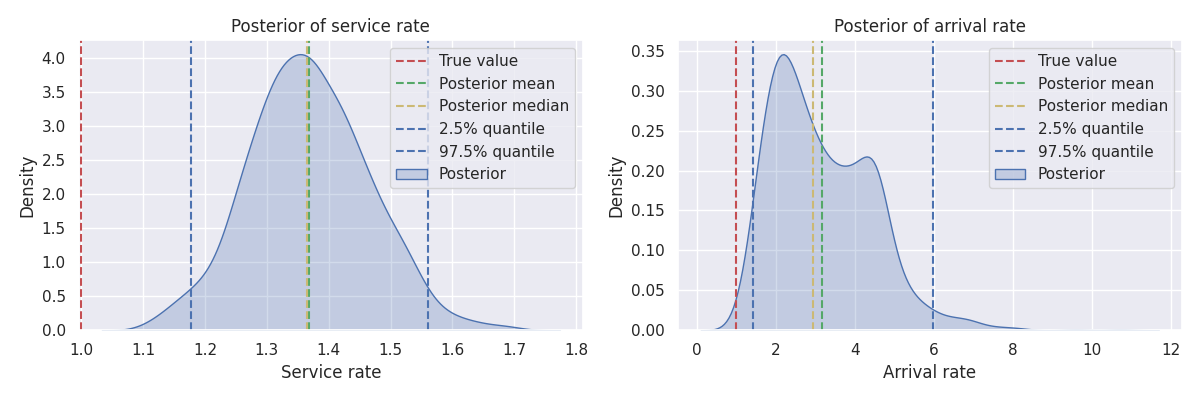 Posterior of service rate
4.0
3.5
3.0
2.5
2.0
1.5
1.0
0.5
0.0
Density
True value
Posterior mean
Posterior median
2.5% quantile
97.5% quantile
Posterior
1.0 1.1 1.2 1.3 1.4 1.5 1.6 1.7 1.8
Service rate
Posterior of arrival rate
0.35
0.30
0.25
0.20
0.15
0.10
0.05
0.00
Density
True value
Posterior mean
Posterior median
2.5% quantile
97.5% quantile
Posterior
0 2 4 6 8 10 12
Arrival rate